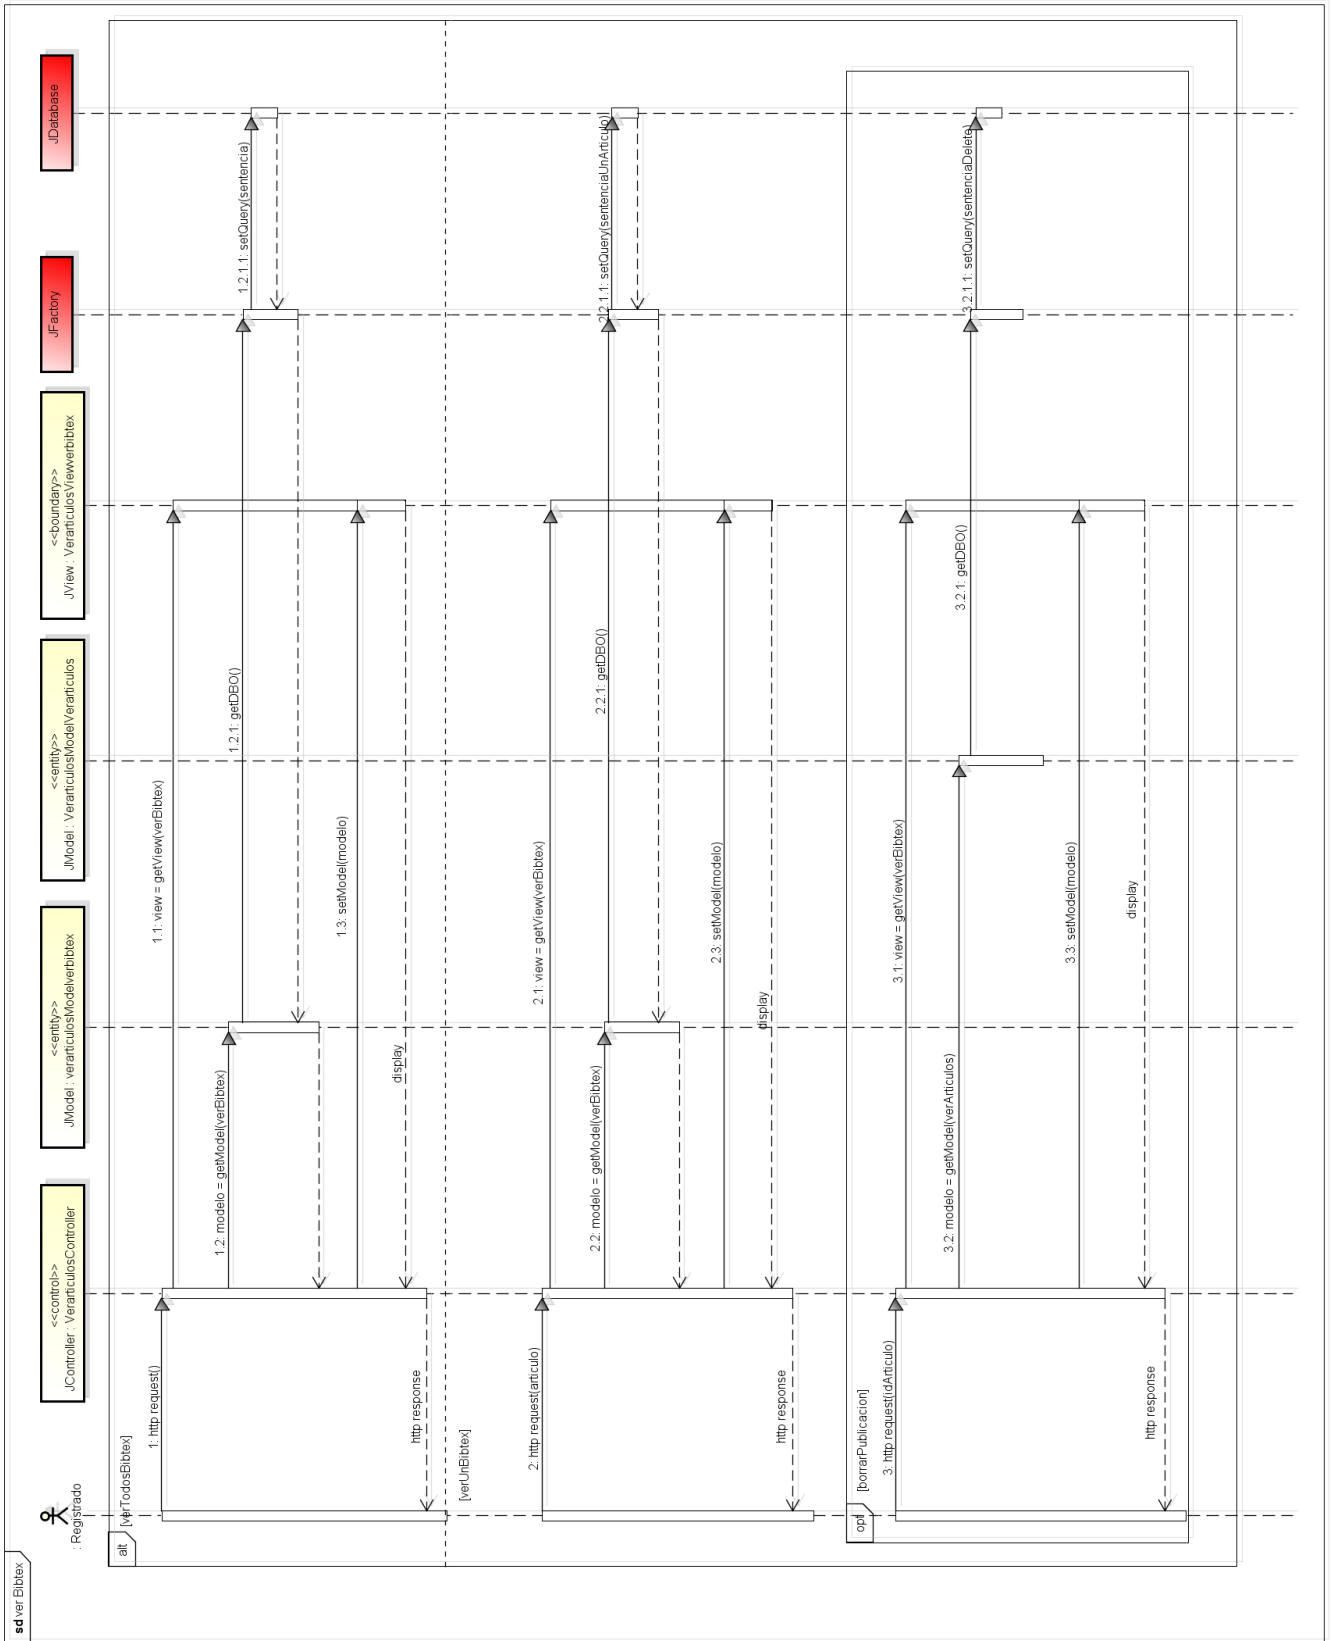 sd ver Bibtex
: Registrado
<<control>>
JController : VerarticulosController
<<entity>>
JModel : verarticulosModelverbibtex
<<entity>>
JModel : VerarticulosModelVerarticulos
<<boundary>>
JView : VerarticulosViewverbibtex
JFactory
JDatabase
alt
[verTodosBibtex]
1: http request()
1.1: view = getView(verBibtex)
1.2: modelo = getModel(verBibtex)
1.2.1: getDBO()
1.2.1.1: setQuery(sentencia)
1.3: setModel(modelo)
display
http response
[verUnBibtex]
2: http request(articulo)
2.1: view = getView(verBibtex)
2.2: modelo = getModel(verBibtex)
2.2.1: getDBO()
2.2.1.1: setQuery(sentenciaUnArticulo)
2.3: setModel(modelo)
display
http response
opt
[borrarPublicacion]
3: http request(idArticulo)
3.1: view = getView(verBibtex)
3.2: modelo = getModel(verArticulos)
3.2.1: getDBO()
3.2.1.1: setQuery(sentenciaDelete)
3.3: setModel(modelo)
display
http response